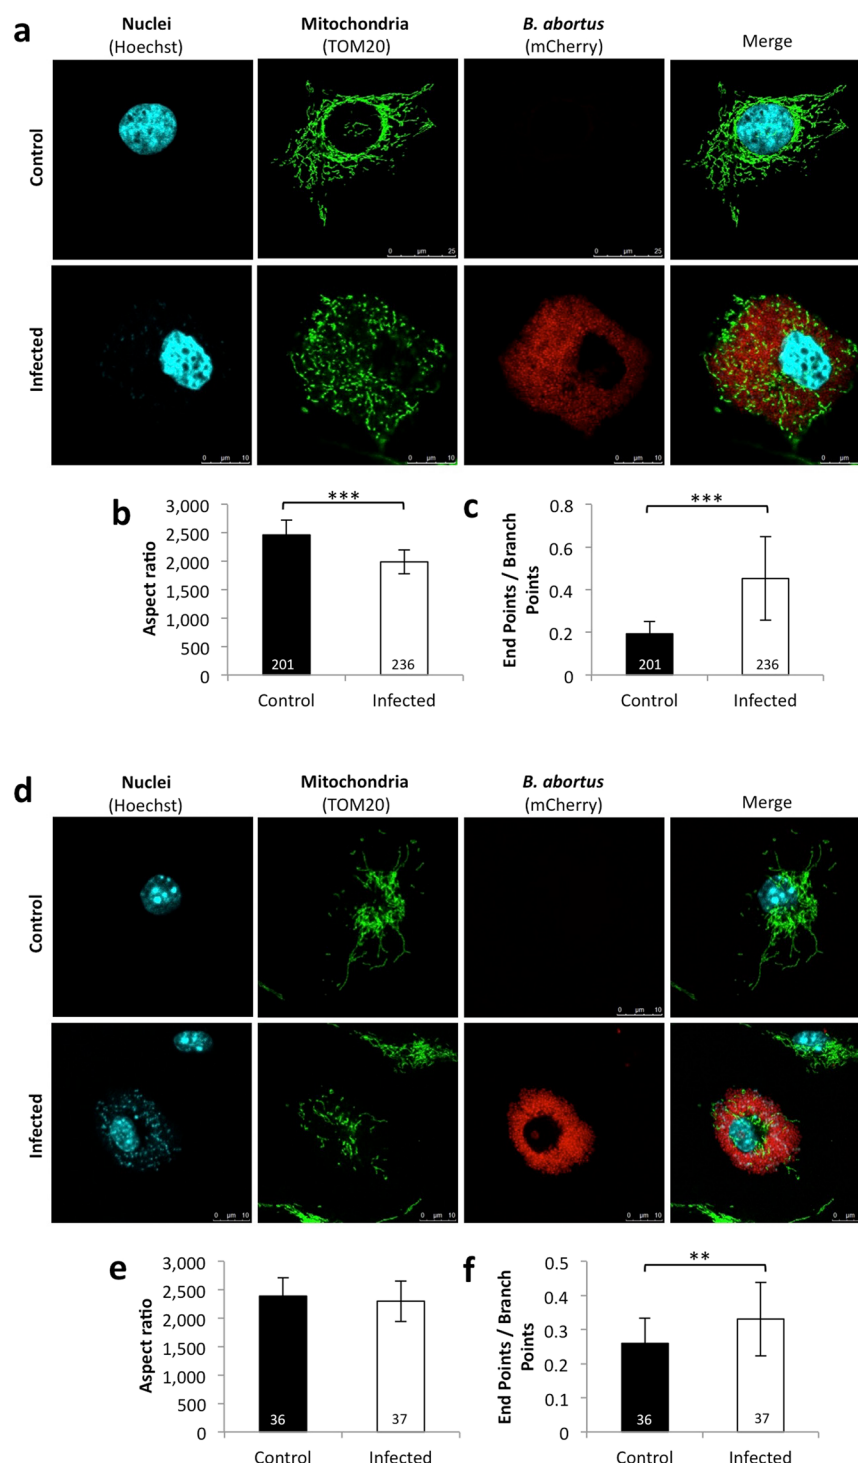 a
Nuclei
(Hoechst)
Mitochondria
(TOM20)
B. abortus
(mCherry)
Merge
Control
0 µm 25
0 µm 25
Infected
0 µm 10
0 µm 10
0 µm 10
0 µm 10
b
Aspect ratio
3,000
2,500
2,000
1,500
1,000
500
0
***
201
236
Control
Infected
c
End Points / Branch
Points
0.8
0.6
0.4
0.2
0
***
201
236
Control
Infected
d
Nuclei
(Hoechst)
Mitochondria
(TOM20)
B. abortus
(mCherry)
Merge
Control
0 µm 10
Infected
0 µm 10
0 µm 10
0 µm 10
0 µm 10
e
Aspect ratio
3,000
2,500
2,000
1,500
1,000
500
0
36
37
Control
Infected
f
End Points / Branch
Points
0.5
0.4
0.3
0.2
0.1
0
**
36
37
Control
Infected